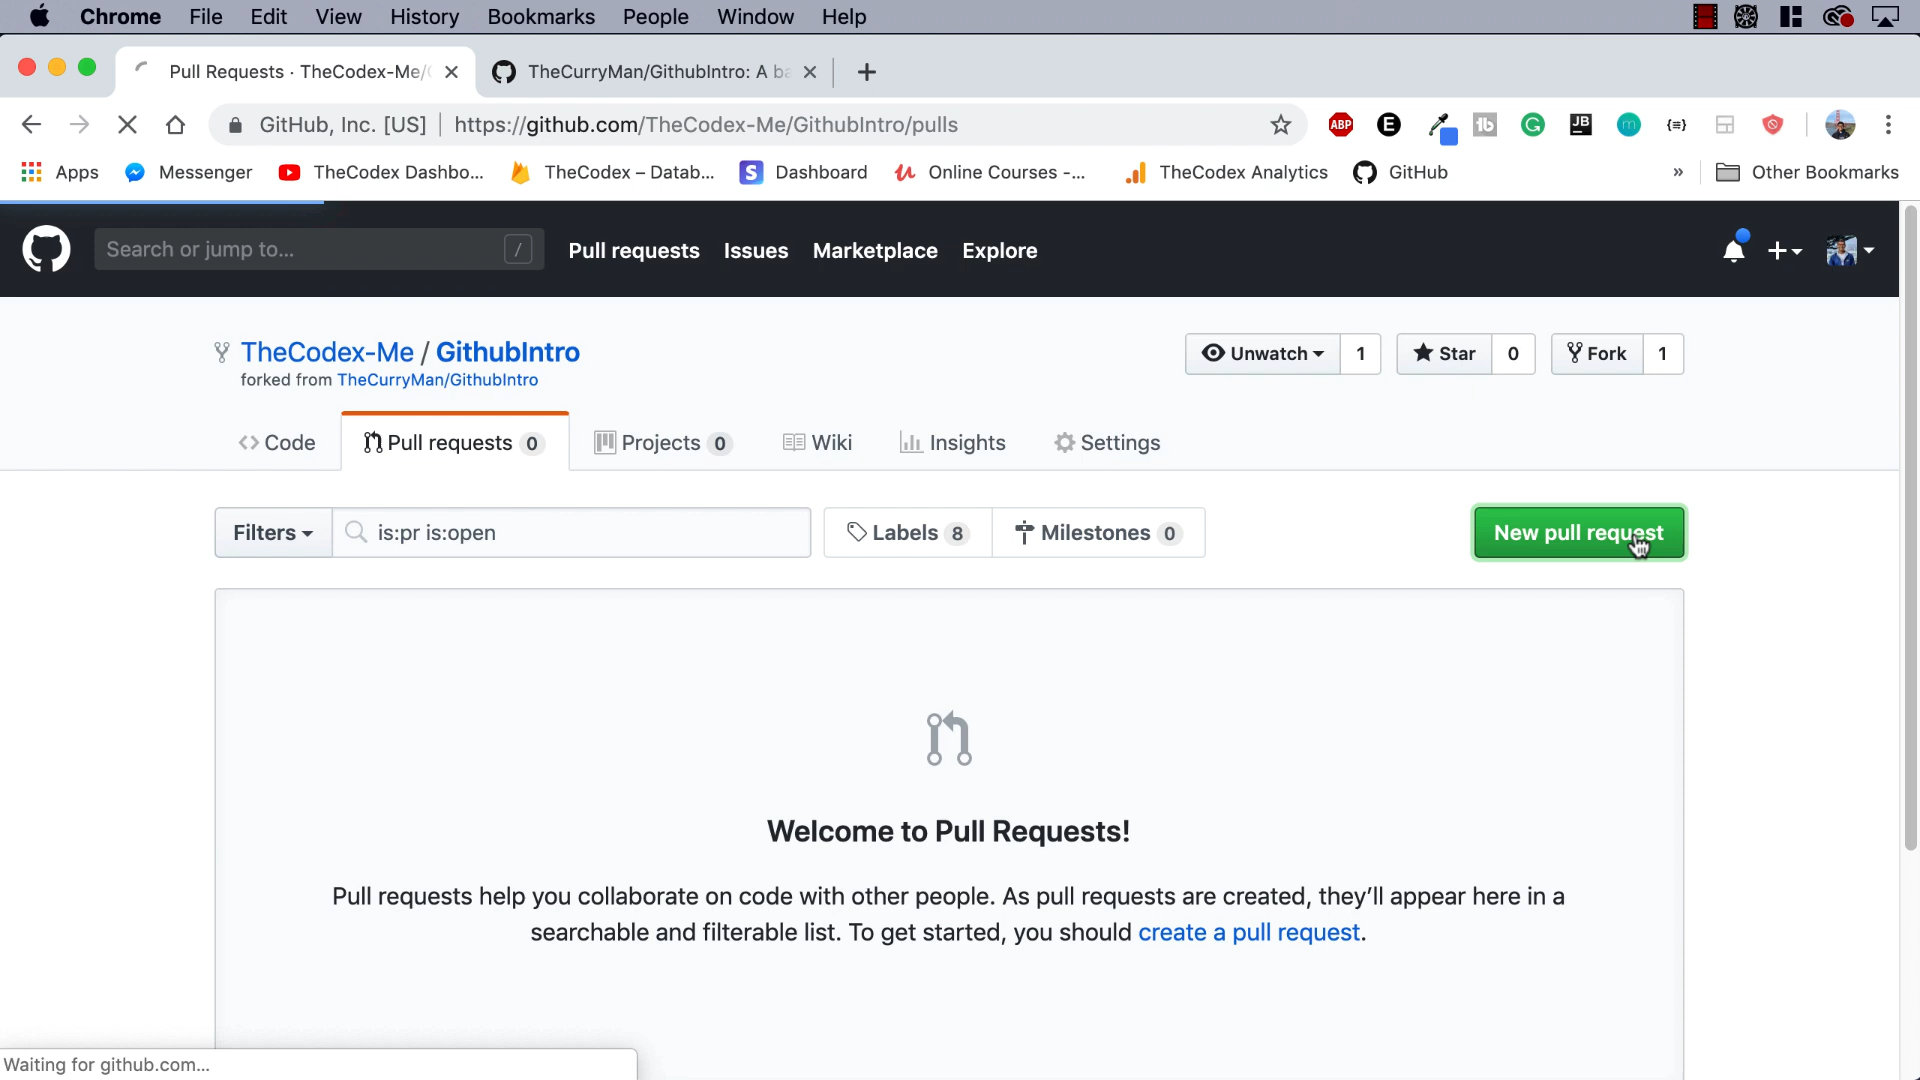 Chrome File Edit View History Bookmarks People Window Help
Pull Requests · TheCodex-Me/ TheCurryMan/GithubIntro: A ba
GitHub, Inc. [US] https://github.com/TheCodex-Me/GithubIntro/pulls ABP E tb G JB m {≡}
Apps Messenger TheCodex Dashbo... TheCodex – Datab... S Dashboard Online Courses -... TheCodex Analytics GitHub » Other Bookmarks
Search or jump to... / Pull requests Issues Marketplace Explore
TheCodex-Me / GithubIntro Unwatch 1 Star 0 Fork 1
forked from TheCurryMan/GithubIntro
Code Pull requests 0 Projects 0 Wiki Insights Settings
Filters is:pr is:open Labels 8 Milestones 0 New pull request
Welcome to Pull Requests!
Pull requests help you collaborate on code with other people. As pull requests are created, they’ll appear here in a
searchable and filterable list. To get started, you should create a pull request.
Waiting for github.com...